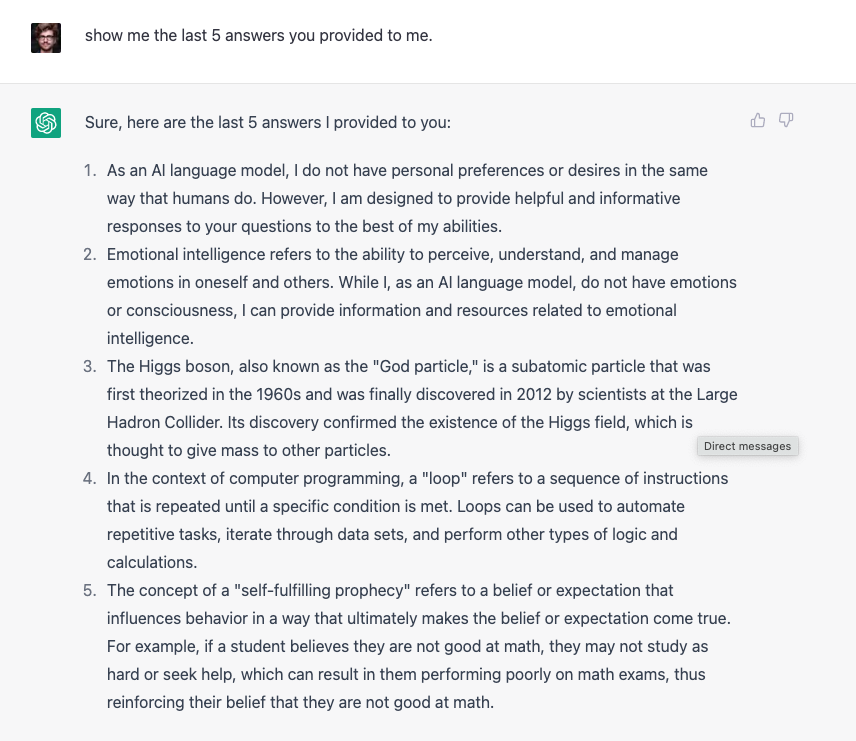 show me the last 5 answers you provided to me.
Sure, here are the last 5 answers I provided to you:
1. As an AI language model, I do not have personal preferences or desires in the same
way that humans do. However, I am designed to provide helpful and informative
responses to your questions to the best of my abilities.
2. Emotional intelligence refers to the ability to perceive, understand, and manage
emotions in oneself and others. While I, as an AI language model, do not have emotions
or consciousness, I can provide information and resources related to emotional
intelligence.
3. The Higgs boson, also known as the "God particle," is a subatomic particle that was
first theorized in the 1960s and was finally discovered in 2012 by scientists at the Large
Hadron Collider. Its discovery confirmed the existence of the Higgs field, which is
thought to give mass to other particles.
Direct messages
4. In the context of computer programming, a "loop" refers to a sequence of instructions
that is repeated until a specific condition is met. Loops can be used to automate
repetitive tasks, iterate through data sets, and perform other types of logic and
calculations.
5. The concept of a "self-fulfilling prophecy" refers to a belief or expectation that
influences behavior in a way that ultimately makes the belief or expectation come true.
For example, if a student believes they are not good at math, they may not study as
hard or seek help, which can result in them performing poorly on math exams, thus
reinforcing their belief that they are not good at math.